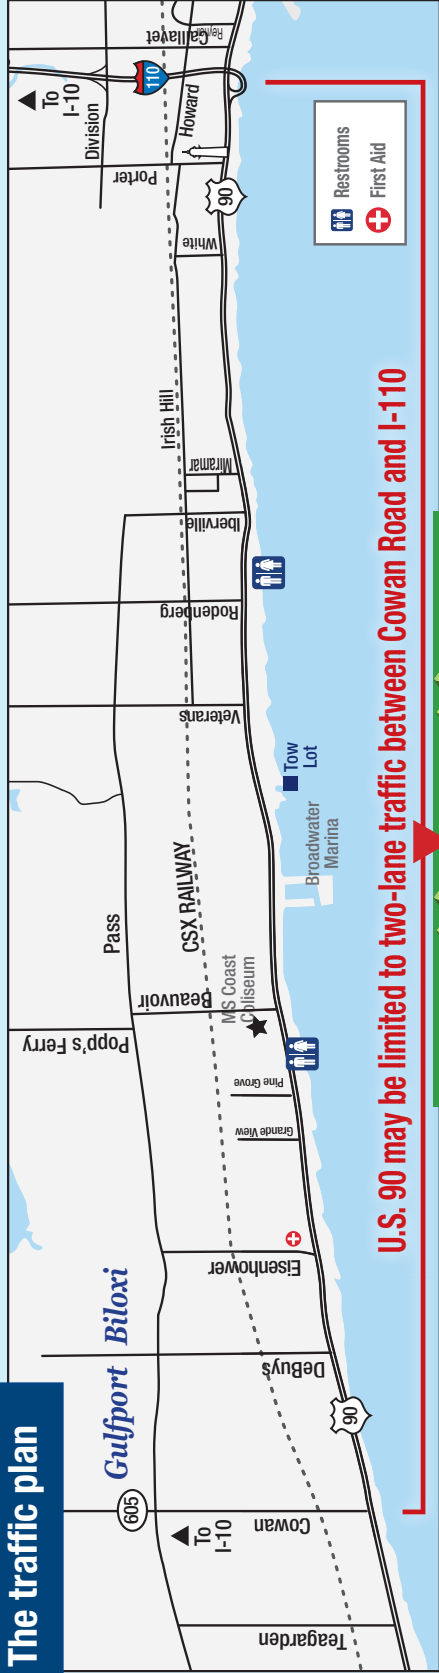 The traffic plan
Gulfport
Biloxi
605
To
I-10
Teagarden
Cowan
90
DeBuys
Eisenhower
Grande View
Pine Grove
MS Coast
Coliseum
Popp's Ferry
Beauvoir
Pass
CSX RAILWAY
Broadwater
Marina
Tow
Lot
Veterans
Rodenberg
Iberville
Miramar
Irish Hill
White
90
Porter
Division
To
I-10
110
Howard
Caillavet
Reynoir
Restrooms
First Aid
U.S. 90 may be limited to two-lane traffic between Cowan Road and I-110